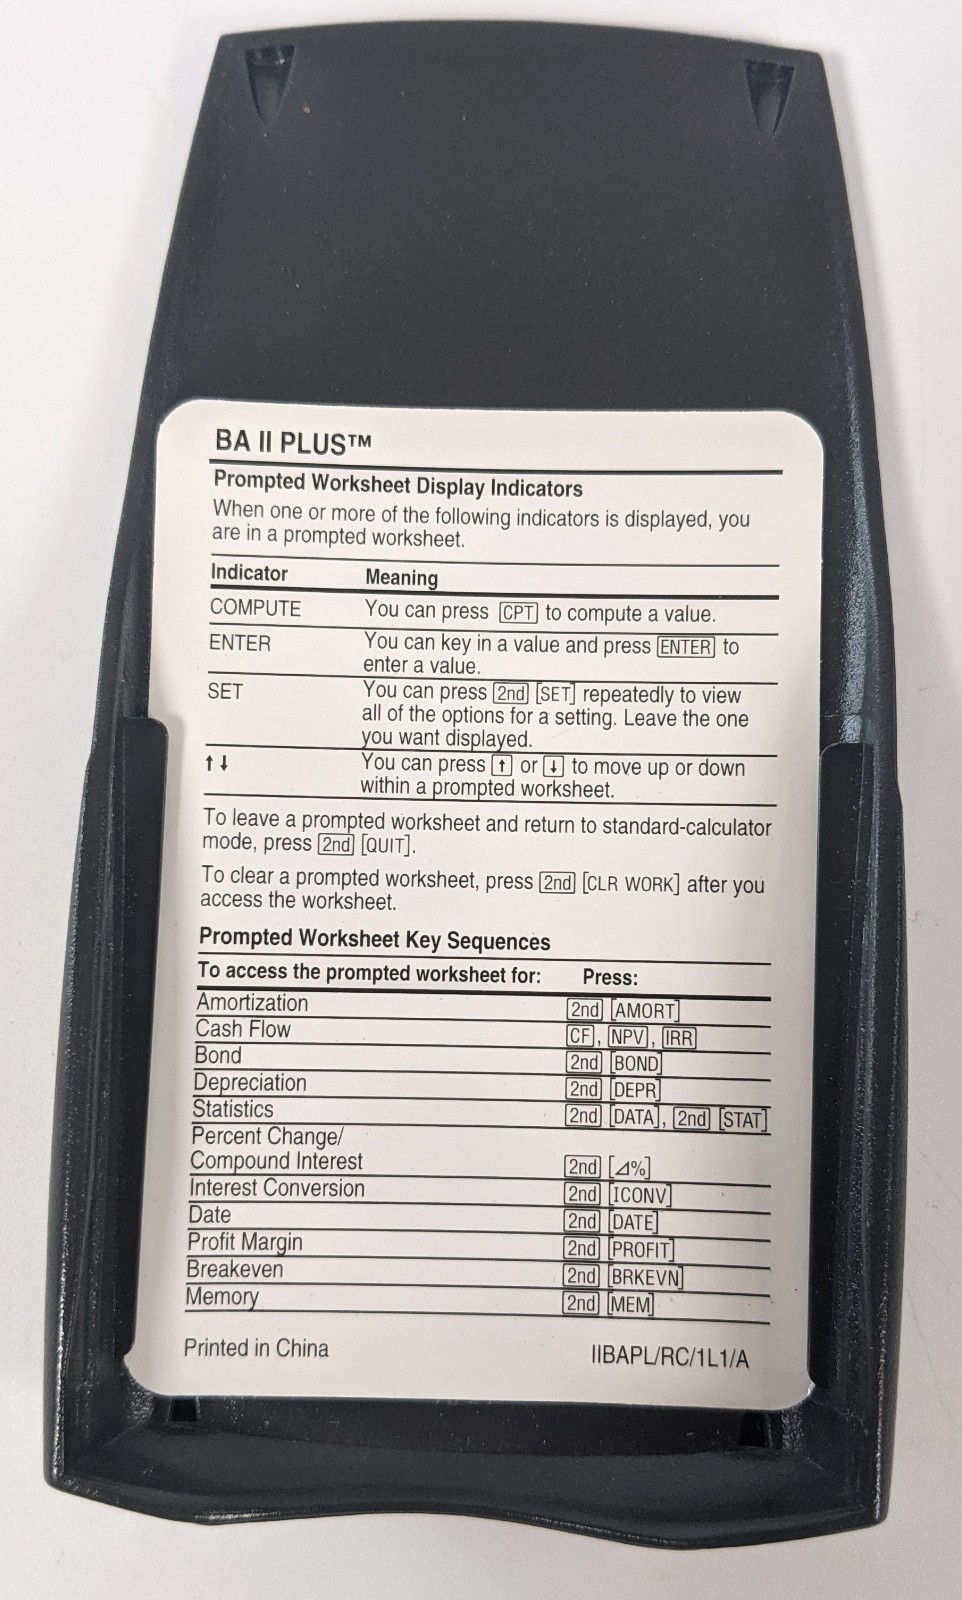 BA II PLUS™
Prompted Worksheet Display Indicators
When one or more of the following indicators is displayed, you
are in a prompted worksheet.
Indicator Meaning
COMPUTE You can press [CPT] to compute a value.
ENTER You can key in a value and press [ENTER] to
enter a value.
SET You can press [2nd] [SET] repeatedly to view
all of the options for a setting. Leave the one
you want displayed.
↑↓ You can press [↑] or [↓] to move up or down
within a prompted worksheet.
To leave a prompted worksheet and return to standard-calculator
mode, press [2nd] [QUIT].
To clear a prompted worksheet, press [2nd] [CLR WORK] after you
access the worksheet.
Prompted Worksheet Key Sequences
To access the prompted worksheet for: Press:
Amortization [2nd] [AMORT]
Cash Flow [CF], [NPV], [IRR]
Bond [2nd] [BOND]
Depreciation [2nd] [DEPR]
Statistics [2nd] [DATA], [2nd] [STAT]
Percent Change/
Compound Interest [2nd] [⊿%]
Interest Conversion [2nd] [ICONV]
Date [2nd] [DATE]
Profit Margin [2nd] [PROFIT]
Breakeven [2nd] [BRKEVN]
Memory [2nd] [MEM]
Printed in China IIBAPL/RC/1L1/A